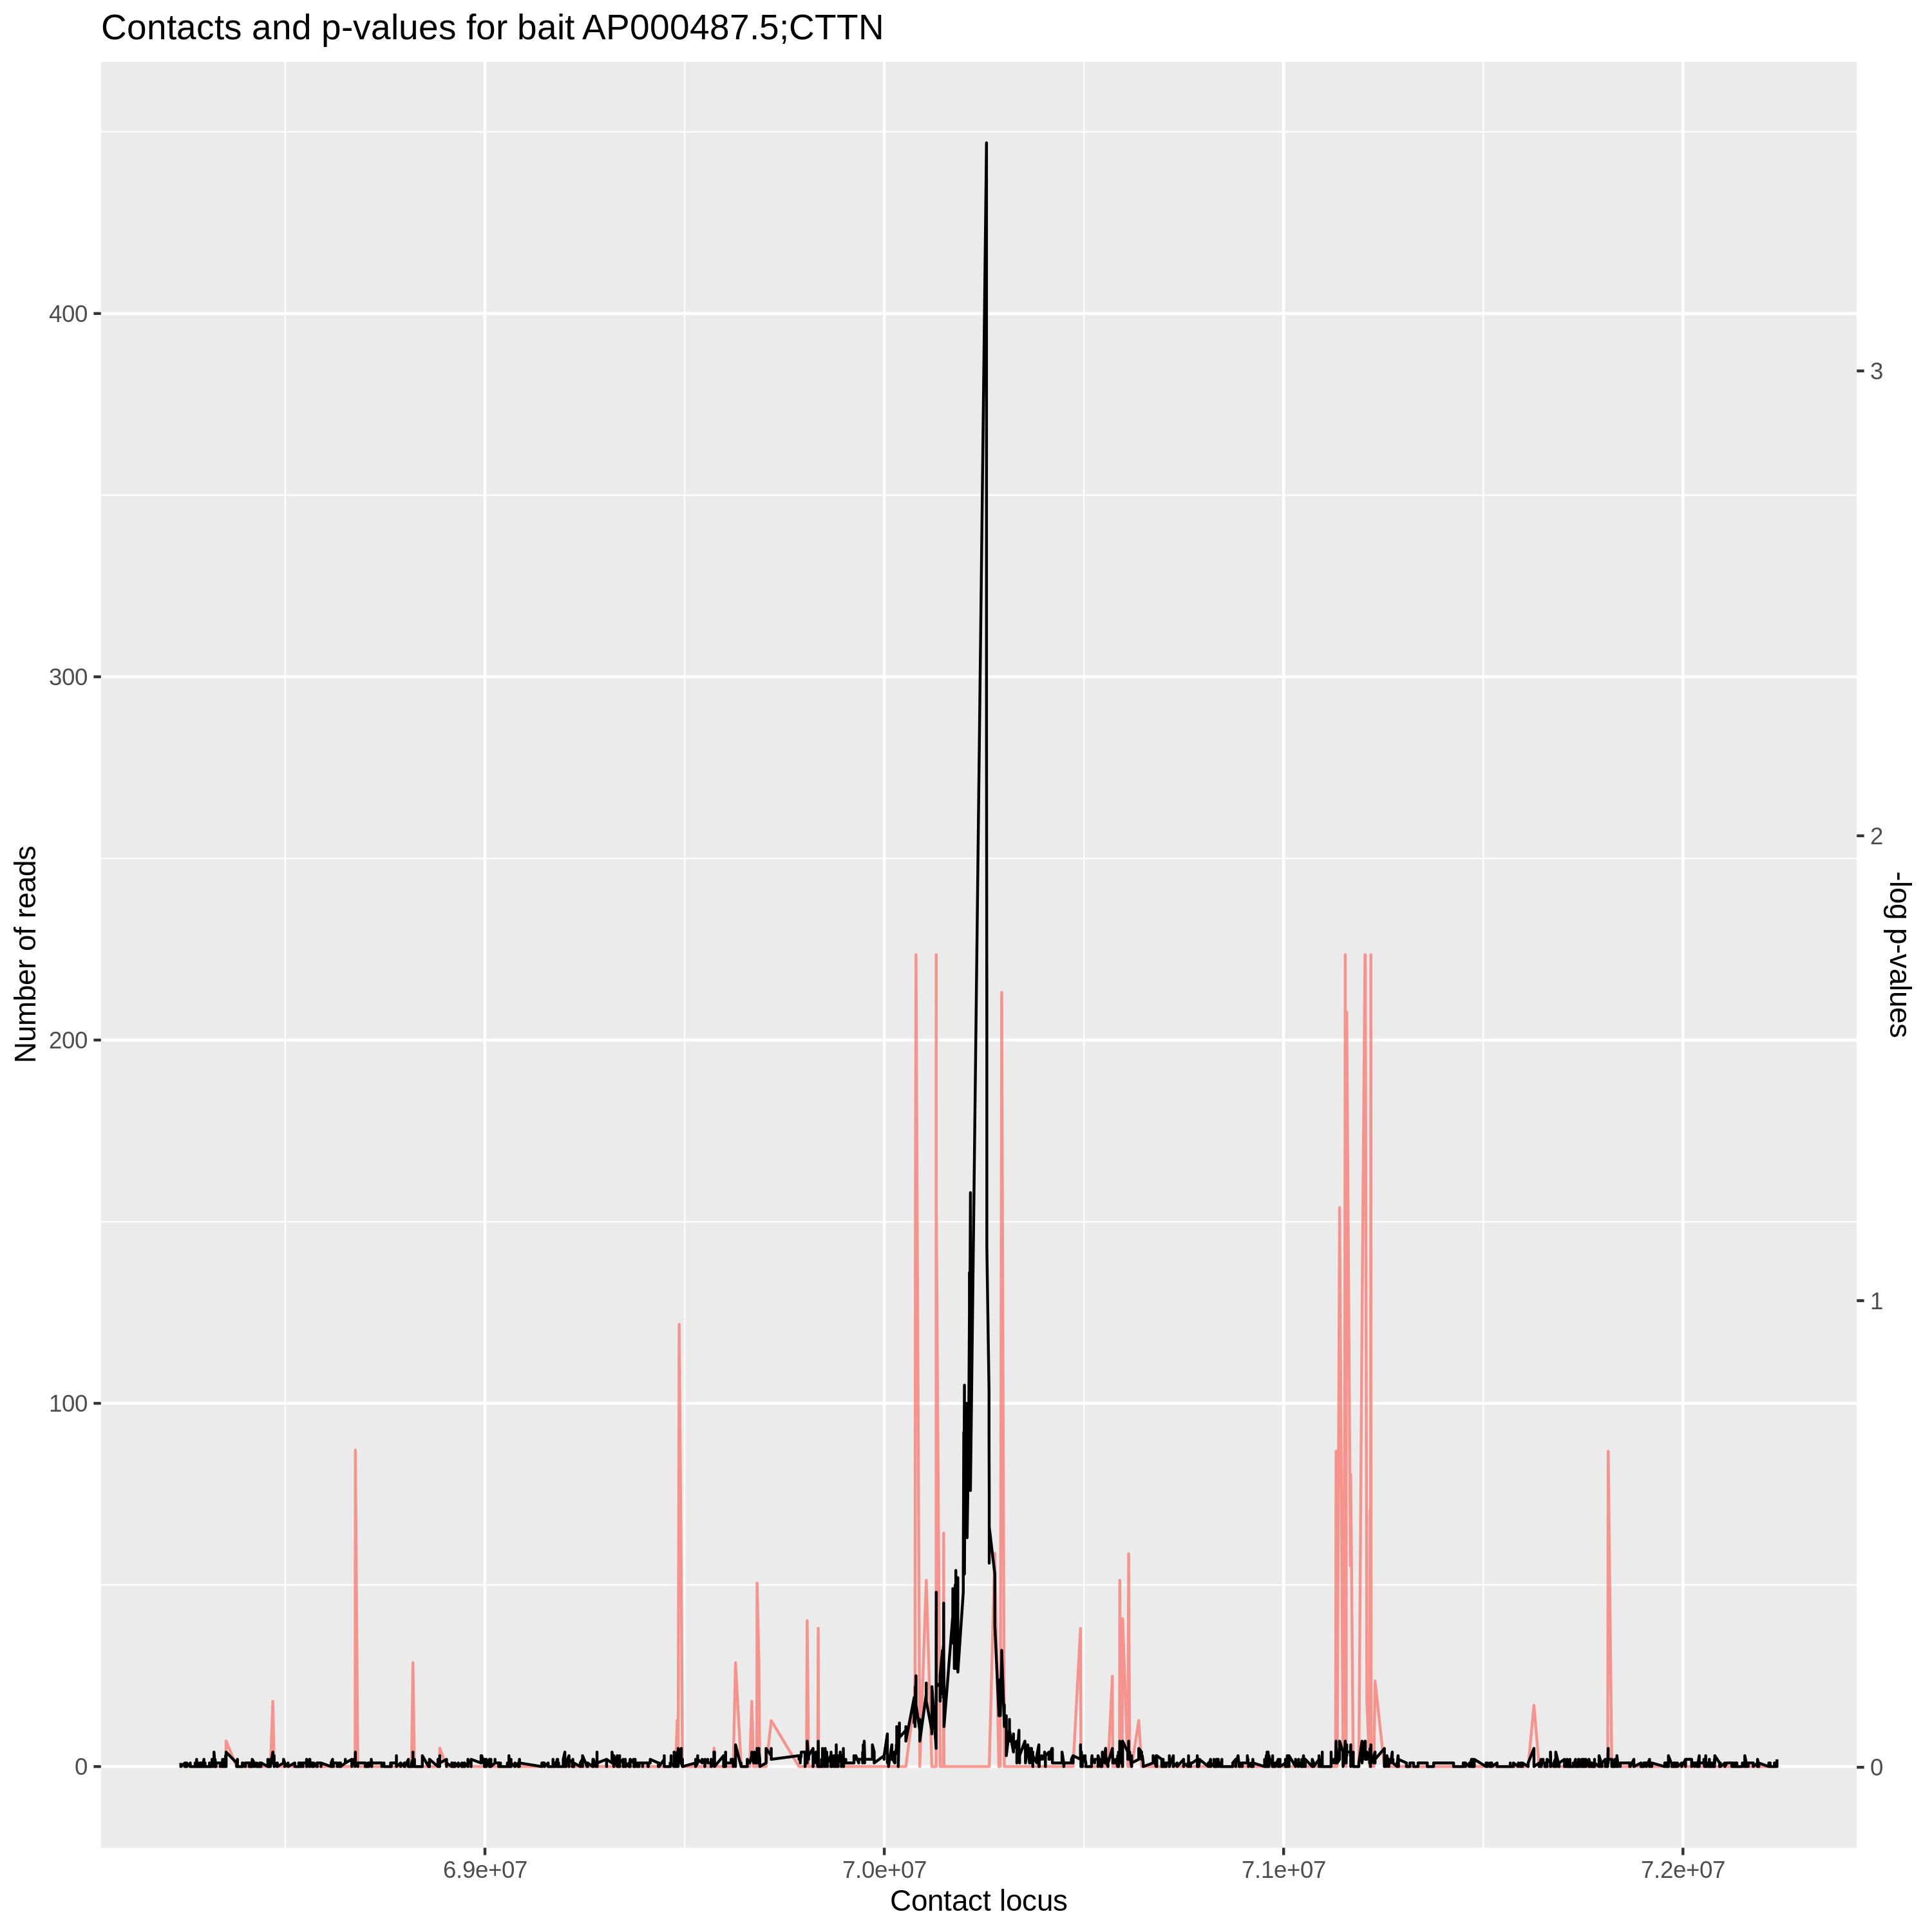 Contacts and p-values for bait AP000487.5;CTTN
Number of reads
400
300
200
100
0
3
2
1
0
-log p-values
6.9e+07
7.0e+07
7.1e+07
7.2e+07
Contact locus